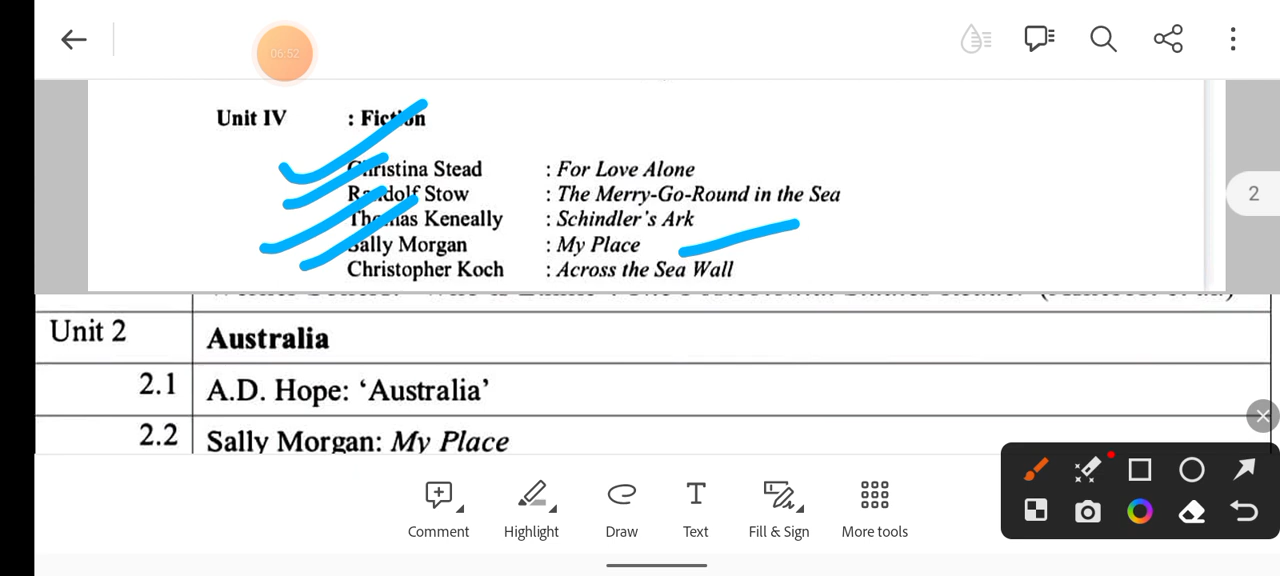 06:52
Unit IV : Fiction
Christina Stead : For Love Alone
Randolf Stow : The Merry-Go-Round in the Sea
Thomas Keneally : Schindler's Ark
Sally Morgan : My Place
Christopher Koch : Across the Sea Wall
2
Unit 2 Australia
2.1 A.D. Hope: ‘Australia’
2.2 Sally Morgan: My Place
Comment Highlight Draw Text Fill & Sign More tools